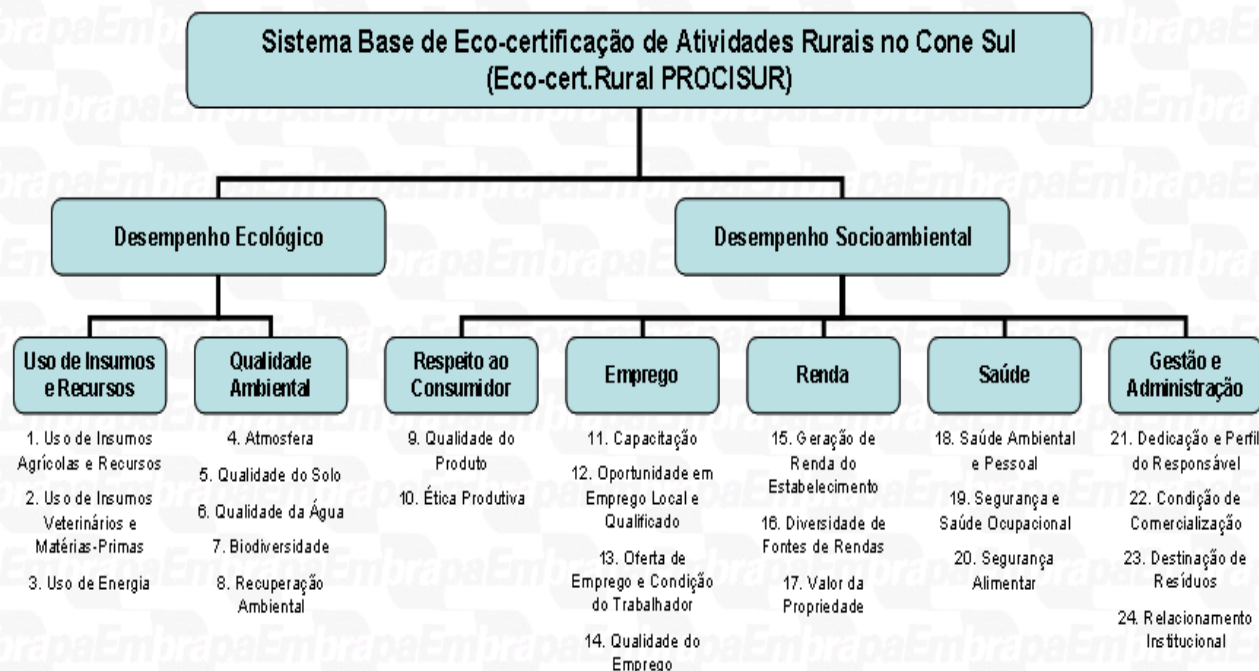 Sistema Base de Eco-certificação de Atividades Rurais no Cone Sul
(Eco-cert.Rural PROCISUR)
Desempenho Ecológico
Desempenho Socioambiental
Uso de Insumos
e Recursos
Qualidade
Ambiental
Respeito ao
Consumidor
Emprego
Renda
Saúde
Gestão e
Administração
1. Uso de Insumos
Agrícolas e Recursos
2. Uso de Insumos
Veterinários e
Matérias-Primas
3. Uso de Energia
4. Atmosfera
5. Qualidade do Solo
6. Qualidade da Água
7. Biodiversidade
8. Recuperação
Ambiental
9. Qualidade do
Produto
10. Ética Produtiva
11. Capacitação
12. Oportunidade em
Emprego Local e
Qualificado
13. Oferta de
Emprego e Condição
do Trabalhador
14. Qualidade do
Emprego
15. Geração de
Renda do
Estabelecimento
16. Diversidade de
Fontes de Rendas
17. Valor da
Propriedade
18. Saúde Ambiental
e Pessoal
19. Segurança e
Saúde Ocupacional
20. Segurança
Alimentar
21. Dedicação e Perfil
do Responsável
22. Condição de
Comercialização
23. Destinação de
Resíduos
24. Relacionamento
Institucional